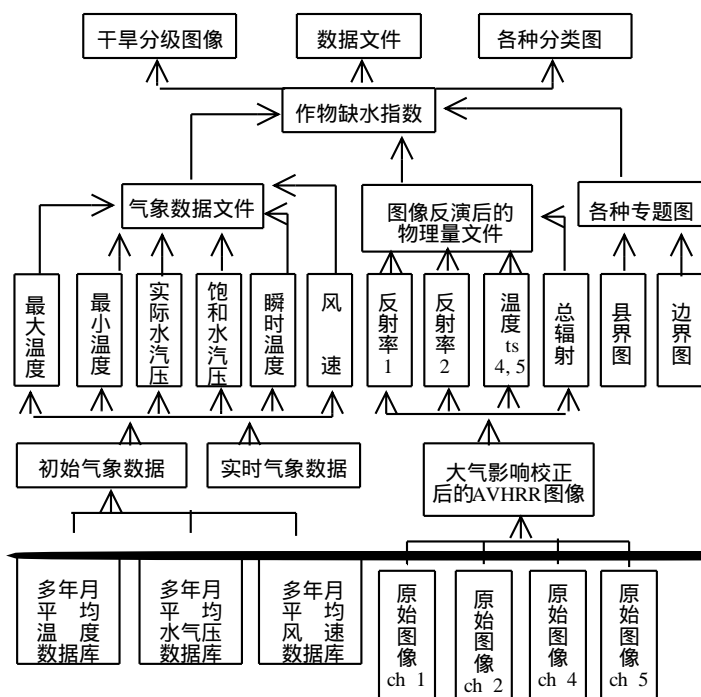 干旱分级图像
数据文件
各种分类图
作物缺水指数
气象数据文件
图像反演后的
物理量文件
各种专题图
最大温度
最小温度
实际水汽压
饱和水汽压
瞬时温度
风速
反射率1
反射率2
温度ts4,5
总辐射
县界图
边界图
初始气象数据
实时气象数据
大气影响校正
后的AVHRR图像
多年月
平 均
温 度
数据库
多年月
平 均
水气压
数据库
多年月
平 均
风 速
数据库
原始图像ch 1
原始图像ch 2
原始图像ch 4
原始图像ch 5